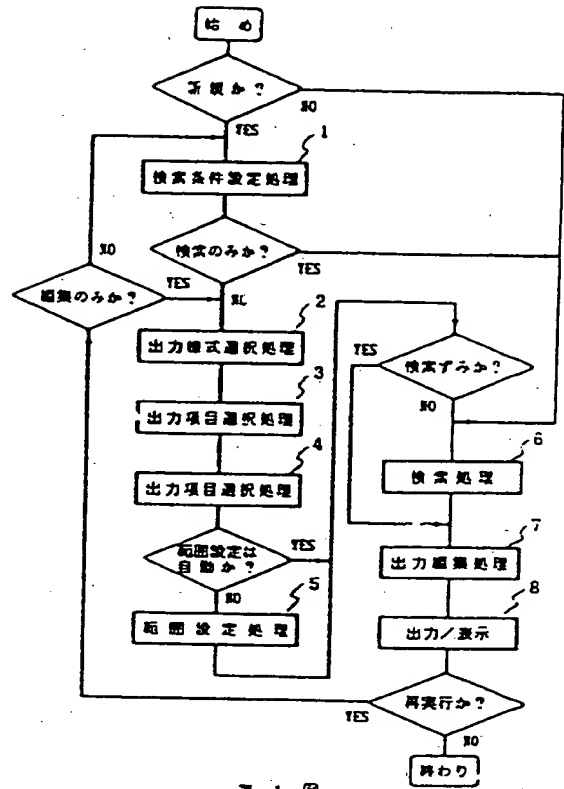 始め
新規か?
NO
YES
1
検索条件設定処理
検索のみか?
NO
YES
編集のみか?
YES
NO
2
出力様式選択処理
YES
検索ずみか?
3
NO
出力項目選択処理
6
4
検索処理
出力項目選択処理
7
範囲設定は
自動か?
YES
出力編集処理
NO
5
8
範囲設定処理
出力/表示
再実行か?
YES
NO
終わり
第1図